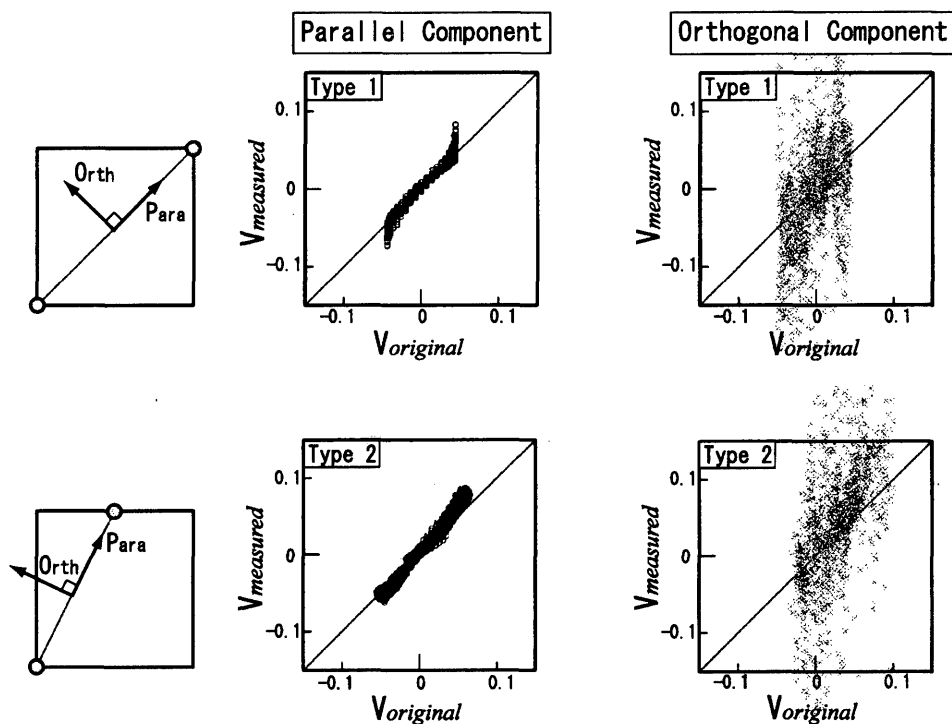 Parallel Component
Orthogonal Component
Orth
Para
Type 1
0.1
0
-0.1
Vmeasured
-0.1
0
0.1
Voriginal
Type 1
0.1
0
-0.1
Vmeasured
-0.1
0
0.1
Voriginal
Orth
Para
Type 2
0.1
0
-0.1
Vmeasured
-0.1
0
0.1
Voriginal
Type 2
0.1
0
-0.1
Vmeasured
-0.1
0
0.1
Voriginal